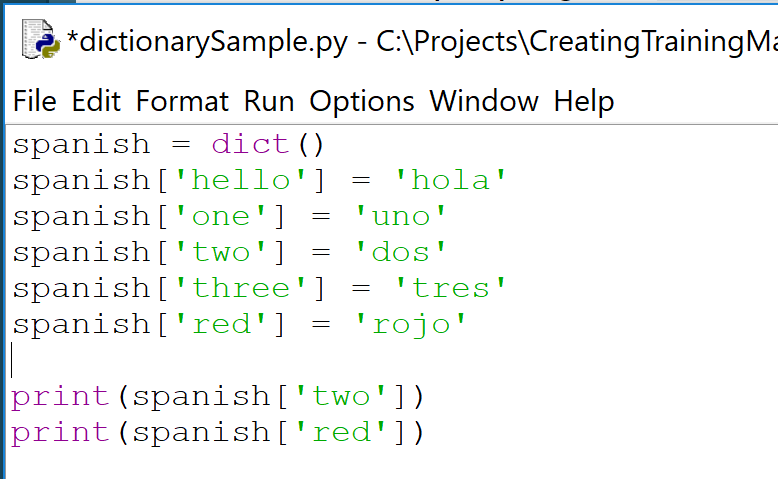 *dictionarySample.py - C:\Projects\CreatingTrainingMa
File Edit Format Run Options Window Help
spanish = dict()
spanish['hello'] = 'hola'
spanish['one'] = 'uno'
spanish['two'] = 'dos'
spanish['three'] = 'tres'
spanish['red'] = 'rojo'
print(spanish['two'])
print(spanish['red'])